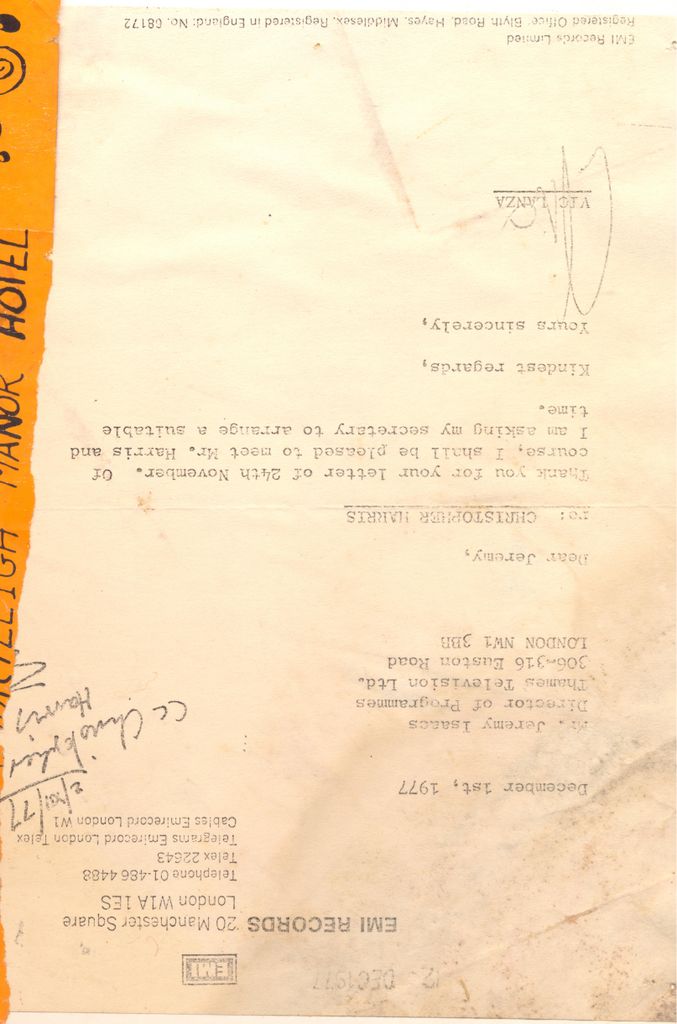 EMI
12 DEC 1977
EMI RECORDS 20 Manchester Square
London W1A 1ES
Telephone 01-486 4488
Telex 22643
Telegrams Emirecord London Telex
Cables Emirecord London W1
2/XII/77
cc Christopher
Harris
December 1st, 1977
Mr. Jeremy Isaacs
Director of Programmes
Thames Television Ltd.
306-316 Euston Road
LONDON NW1 3BB
Dear Jeremy,
re: CHRISTOPHER HARRIS
Thank you for your letter of 24th November. Of
course, I shall be pleased to meet Mr. Harris and
I am asking my secretary to arrange a suitable
time.
Kindest regards,
Yours sincerely,
VIC LANZA
EMI Records Limited
Registered Office: Blyth Road, Hayes, Middlesex. Registered in England: No. 68172
MANOR HOTEL